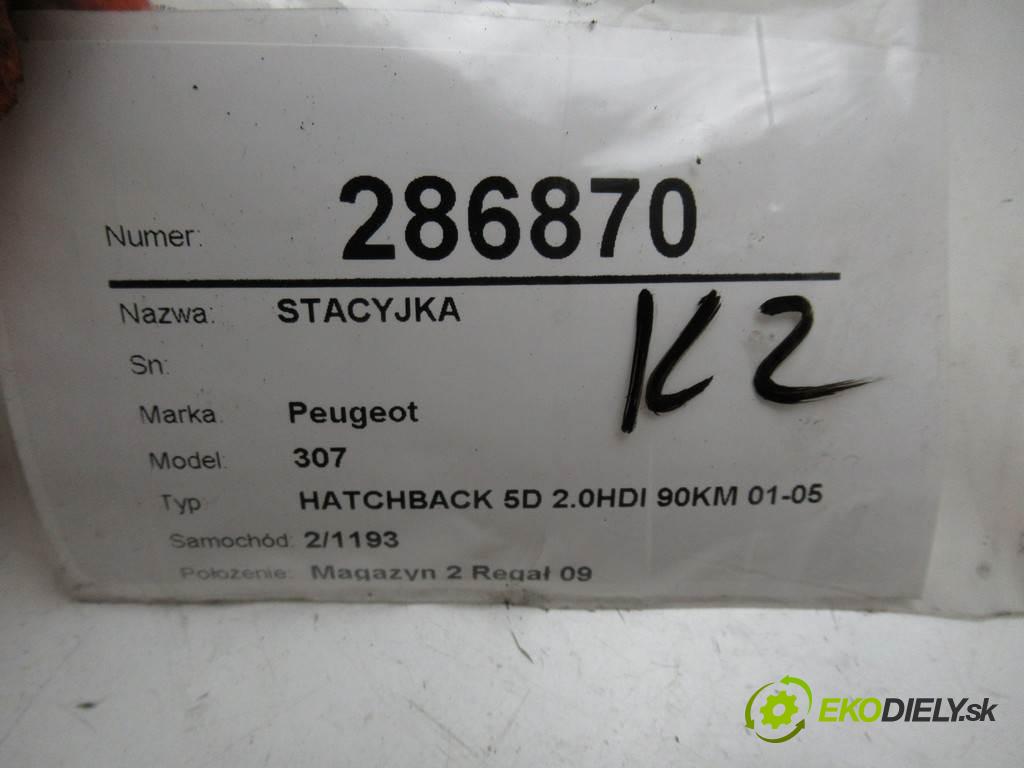 Numer: 286870
Nazwa: STACYJKA
K2
Sn:
Marka: Peugeot
Model: 307
Typ HATCHBACK 5D 2.0HDI 90KM 01-05
Samochód: 2/1193
Położenie: Magazyn 2 Regał 09
EKODIELY.sk